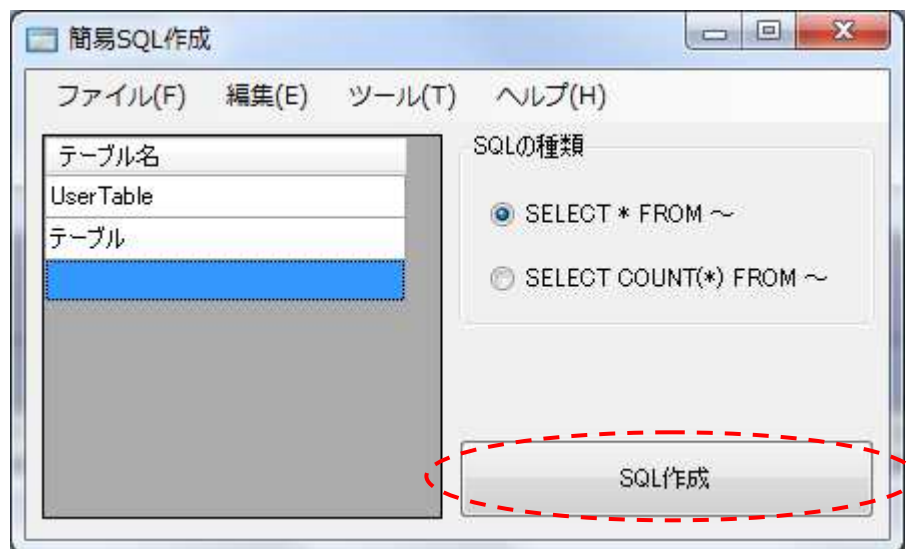 簡易SQL作成
ファイル(F) 編集(E) ツール(T) ヘルプ(H)
テーブル名
UserTable
テーブル
SQLの種類
SELECT * FROM ～
SELECT COUNT(*) FROM ～
SQL作成